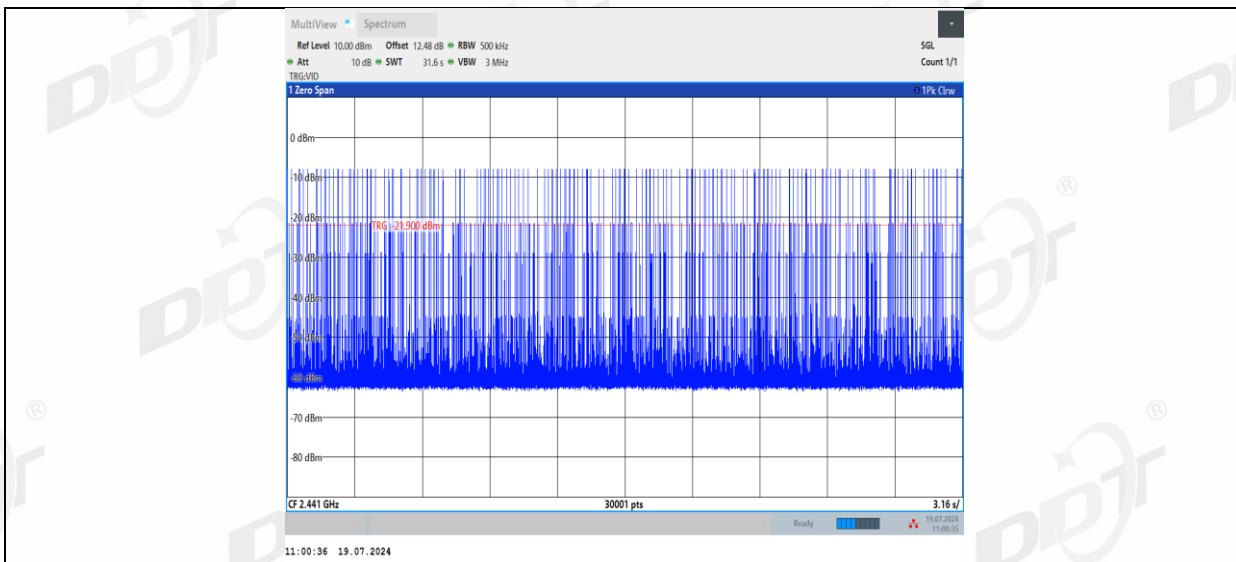 MultiView Spectrum
Ref Level 10.00 dBm Offset 12.48 dB RBW 500 kHz SGL
Att 10 dB SWT 31.6 s VBW 3 MHz Count 1/1
TRG:VID
1 Zero Span 1Pk Clrw
0 dBm
-10 dBm
-20 dBm
TRG -21.900 dBm
-30 dBm
-40 dBm
-50 dBm
-60 dBm
-70 dBm
-80 dBm
CF 2.441 GHz 30001 pts 3.16 s/
Ready 19.07.2024
11:00:35
11:00:36 19.07.2024
DDT
®